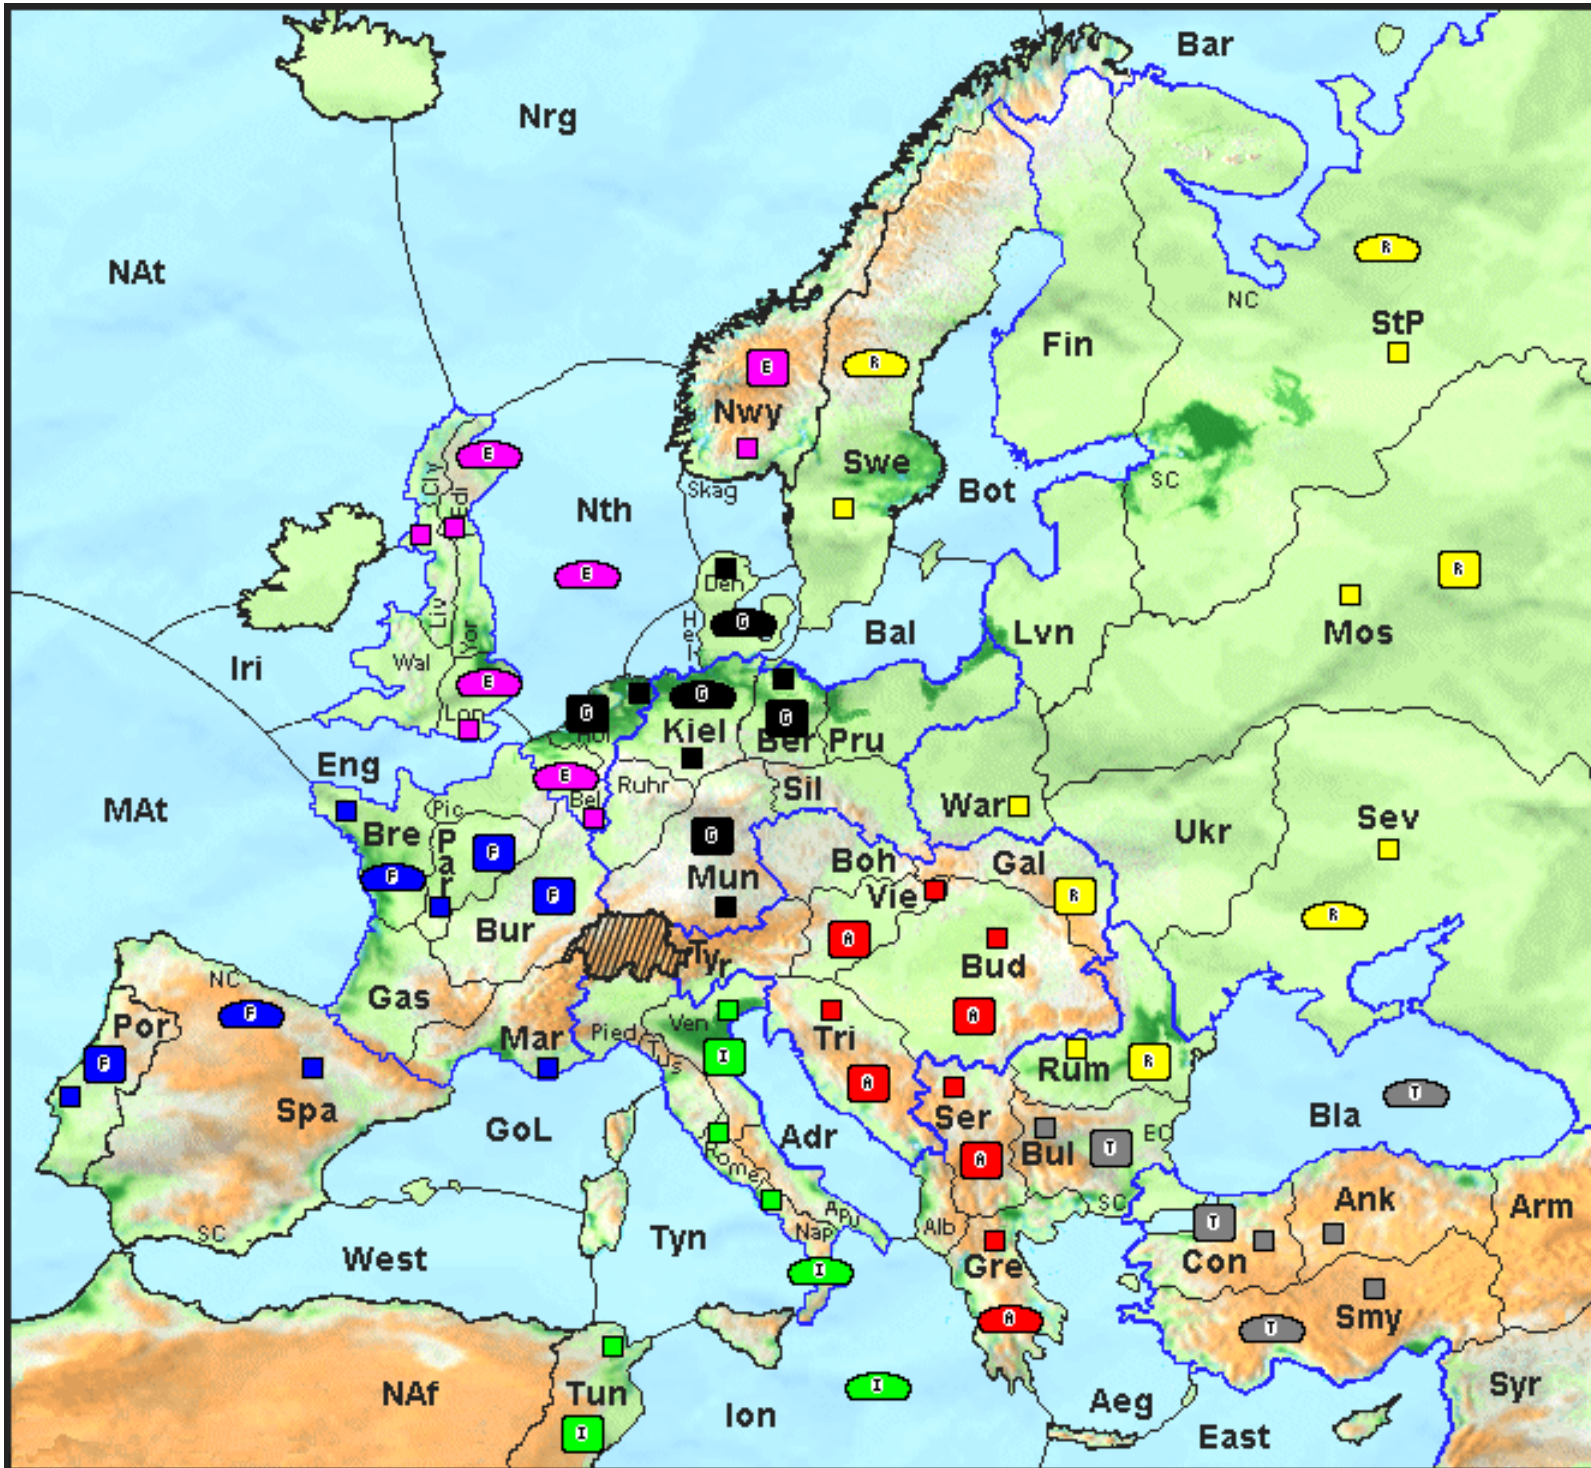 Bar
Nrg
NAt
R
NC
StP
Fin
E
R
Nwy
E
Cly
Edi
Swe
SC
Skag
Bot
Nth
R
E
Den
G
Hel
Liv
Yor
Bal
Lvn
Mos
Iri
Wal
E
G
G
G
Lon
Hol
Kiel
Ber
Pru
Eng
E
Ruhr
Sil
MAt
Bel
War
Pic
Bre
Par
G
Ukr
Sev
F
Boh
Gal
F
F
Mun
Vie
R
R
Bur
A
Tyr
Bud
NC
Gas
F
Por
Mar
Pied
Ven
Tri
A
Tus
I
F
Rum
R
A
Ser
Spa
T
GoL
Adr
Bla
EC
Bul
T
A
Rome
SC
Ank
Arm
SC
Tyn
Apu
Nap
Alb
T
West
Con
I
Gre
A
T
Smy
I
NAf
Tun
Ion
Aeg
Syr
I
East